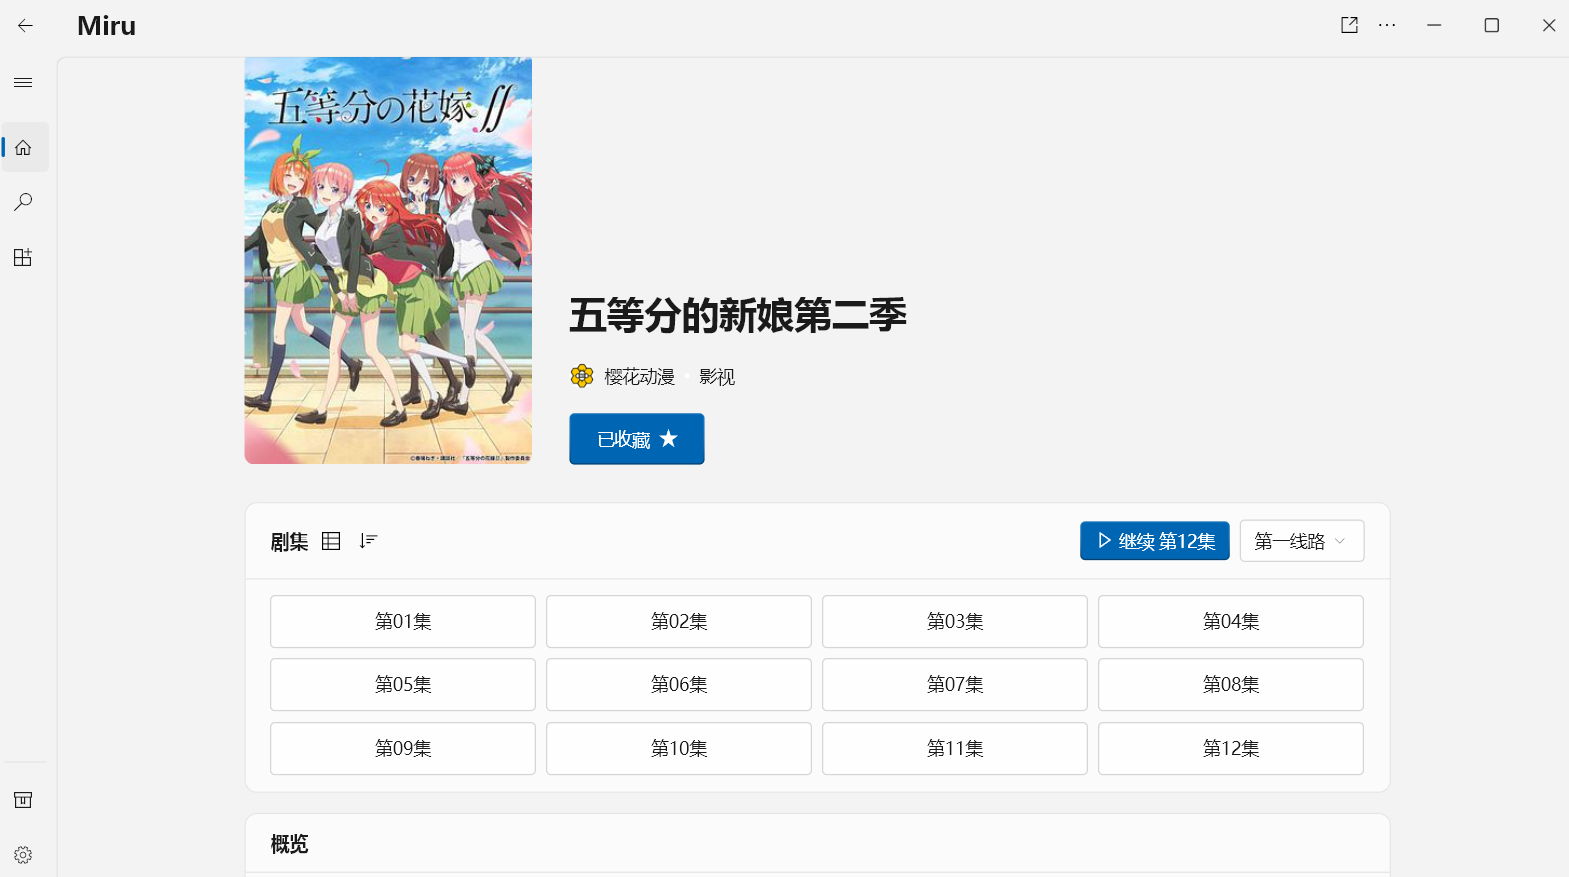 Miru
五等分の花嫁∬
©春場ねぎ・講談社/「五等分の花嫁∬」製作委員会
五等分的新娘第二季
樱花动漫 • 影视
已收藏 ★
剧集
继续 第12集
第一线路
第01集
第02集
第03集
第04集
第05集
第06集
第07集
第08集
第09集
第10集
第11集
第12集
概览